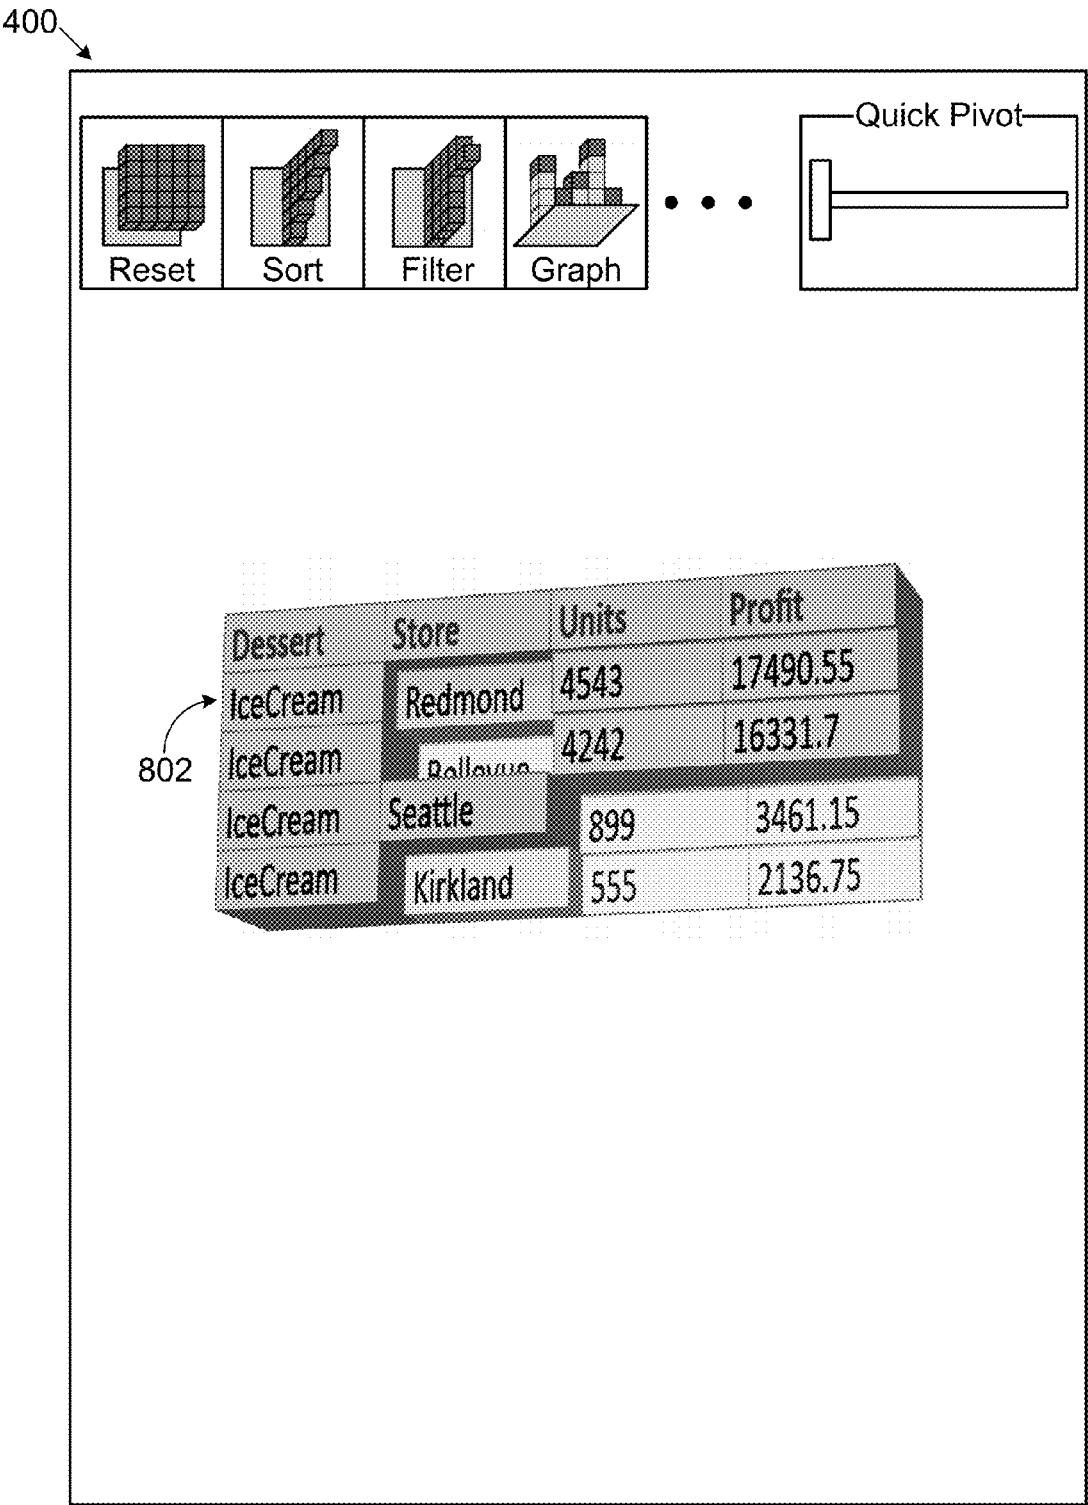 400
Quick Pivot
Reset Sort Filter Graph
Dessert Store Units Profit
IceCream Redmond 4543 17490.55
IceCream Bellevue 4242 16331.7
IceCream Seattle 899 3461.15
IceCream Kirkland 555 2136.75
802